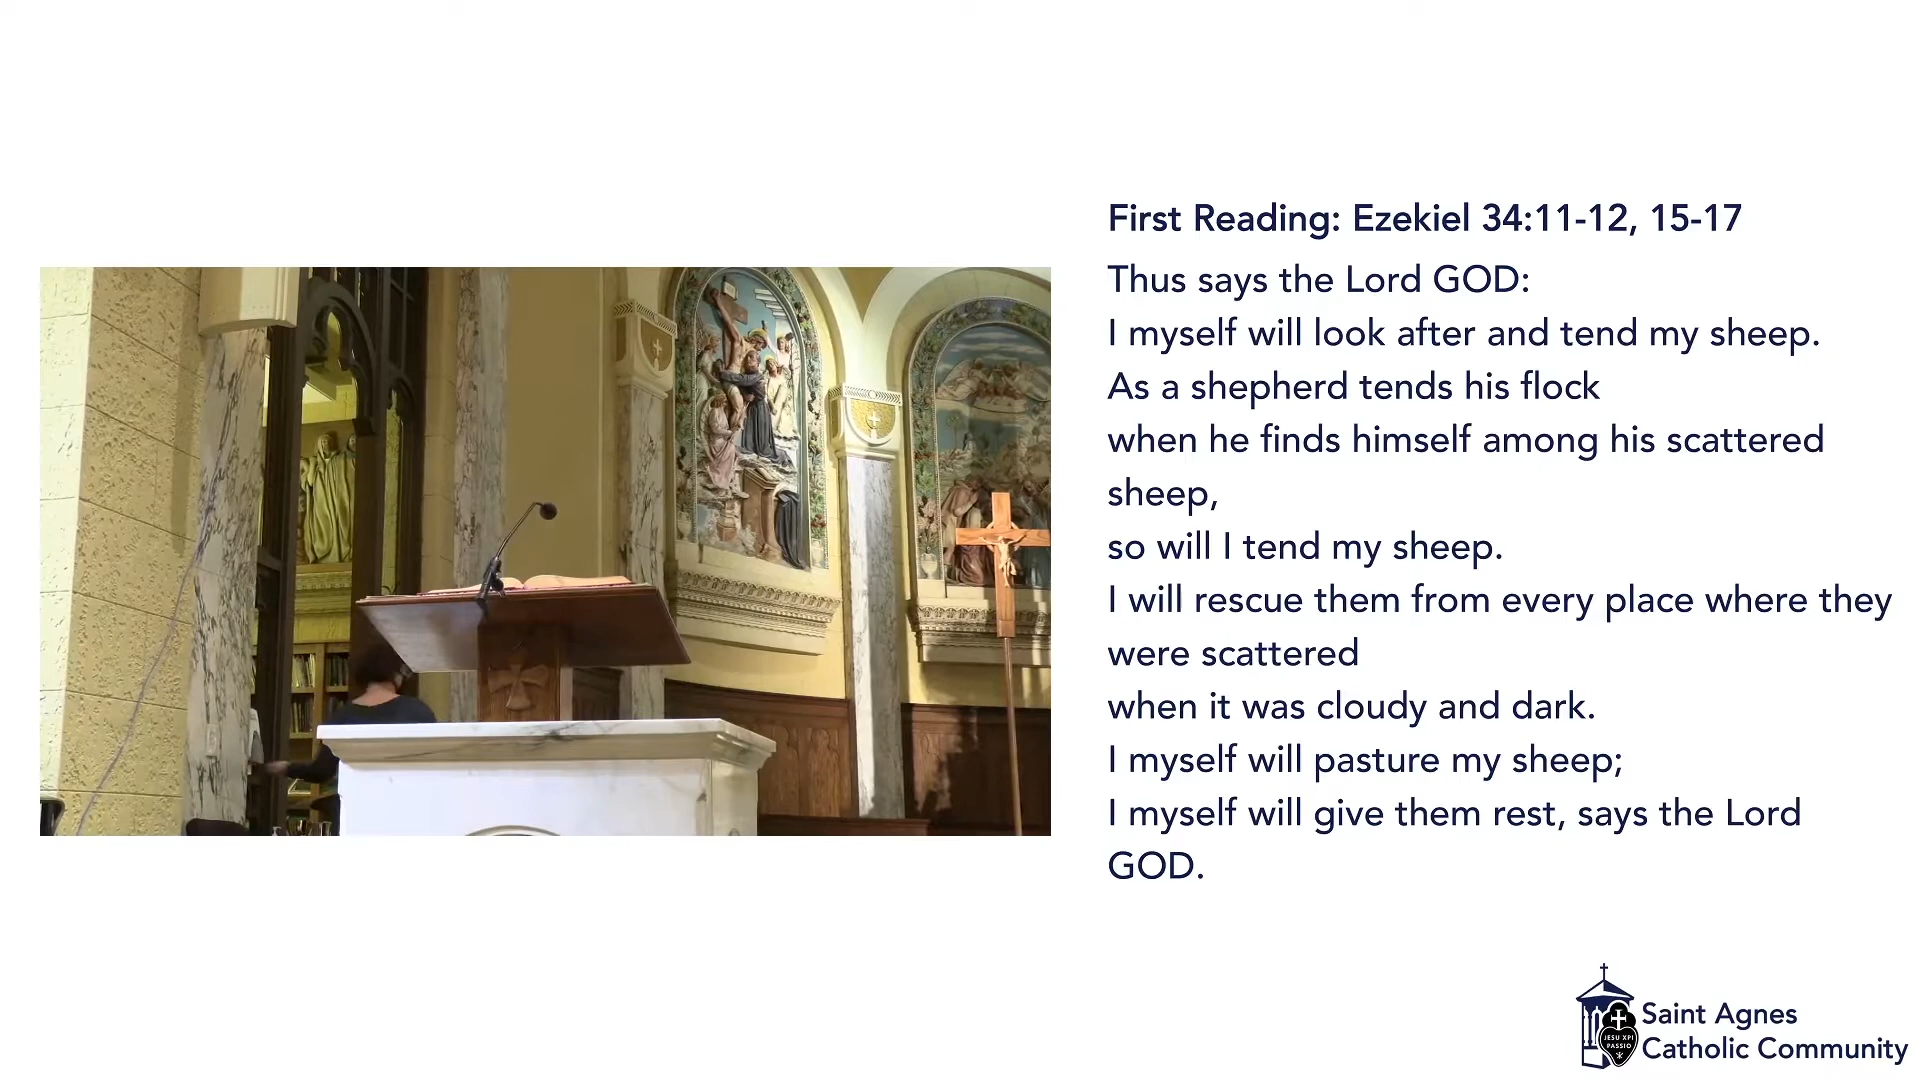 First Reading: Ezekiel 34:11-12, 15-17
Thus says the Lord GOD:
I myself will look after and tend my sheep.
As a shepherd tends his flock
when he finds himself among his scattered
sheep,
so will I tend my sheep.
I will rescue them from every place where they
were scattered
when it was cloudy and dark.
I myself will pasture my sheep;
I myself will give them rest, says the Lord
GOD.
JESU XPI
PASSIO
Saint Agnes
Catholic Community